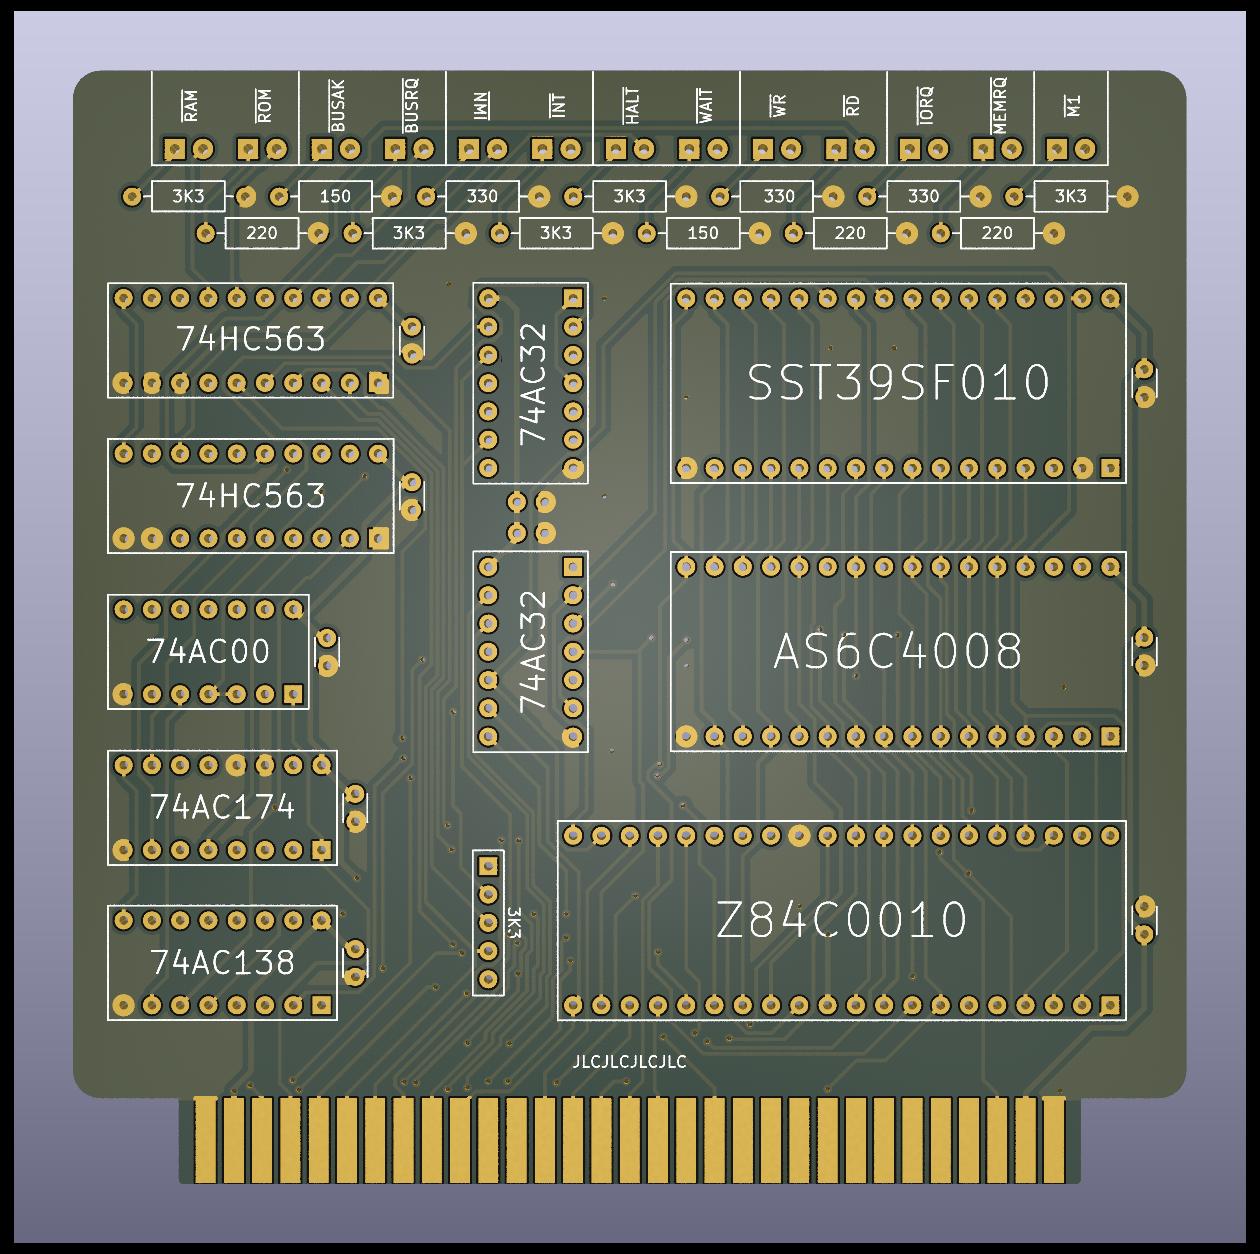 RAM ROM BUSAK BUSRQ NMI INT HALT WAIT WR RD IORQ MEMRQ M1
3K3 150 330 3K3 330 330 3K3
220 3K3 3K3 150 220 220
74HC563
74AC32
SST39SF010
74HC563
74AC00
74AC32
AS6C4008
74AC174
3K3
Z84C0010
74AC138
JLCJLCJLCJLC